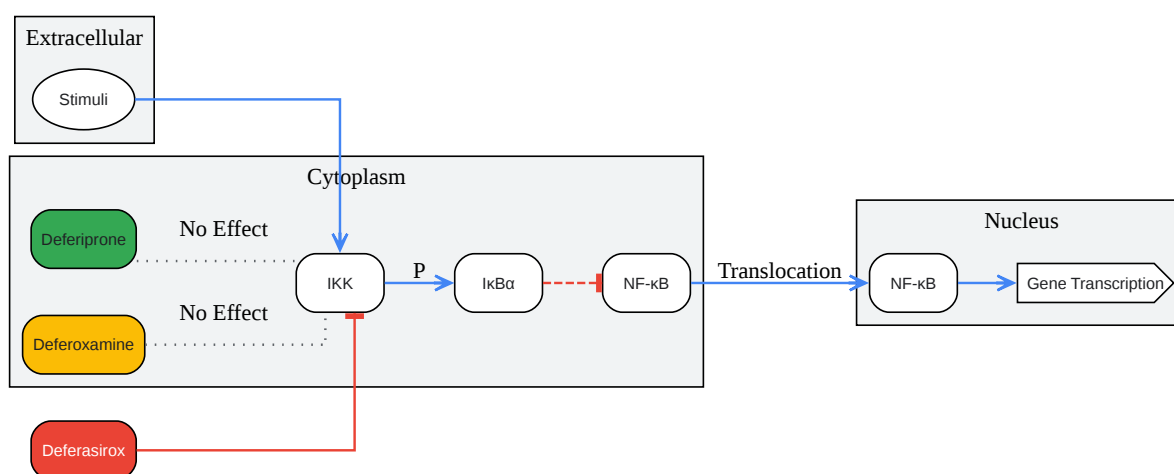 Extracellular
Stimuli
Cytoplasm
Deferiprone
No Effect
IKK
P
IκBα
NF-κB
Translocation
Nucleus
NF-κB
Gene Transcription
No Effect
Deferoxamine
Deferasirox